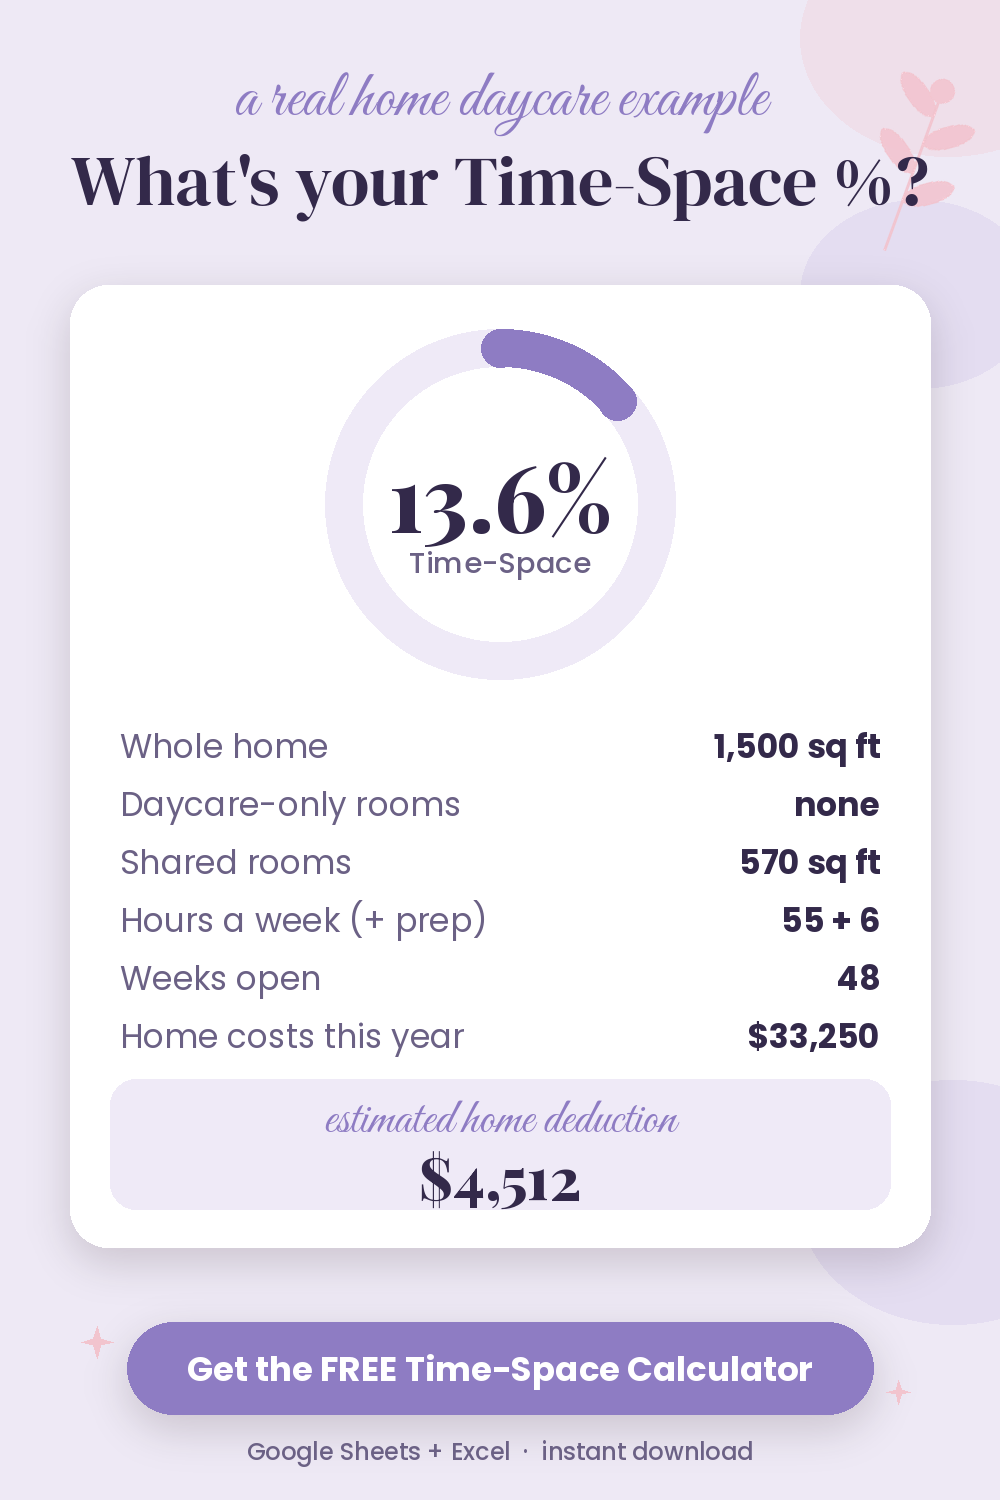 a real home daycare example
What's your Time-Space %?
13.6%
Time-Space
Whole home 1,500 sq ft
Daycare-only rooms none
Shared rooms 570 sq ft
Hours a week (+ prep) 55 + 6
Weeks open 48
Home costs this year $33,250
estimated home deduction
$4,512
Get the FREE Time-Space Calculator
Google Sheets + Excel · instant download